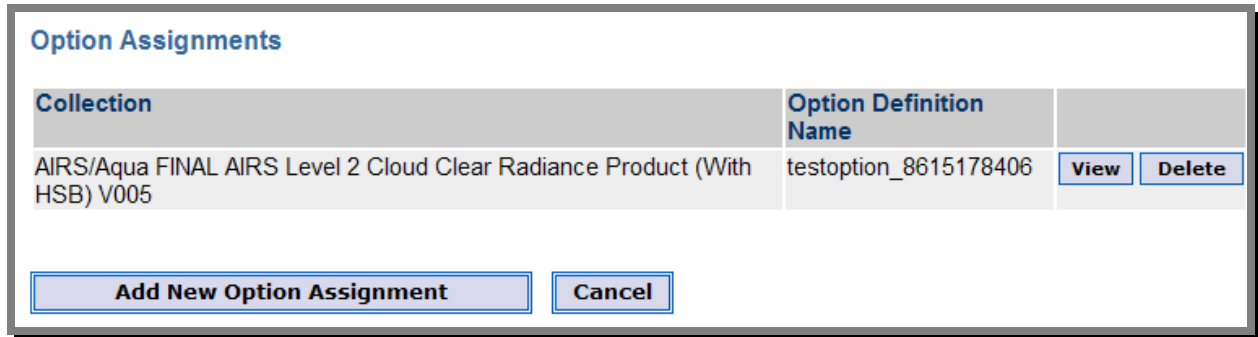 Option Assignments
Collection
Option Definition
Name
AIRS/Aqua FINAL AIRS Level 2 Cloud Clear Radiance Product (With
HSB) V005
testoption_8615178406
View
Delete
Add New Option Assignment
Cancel